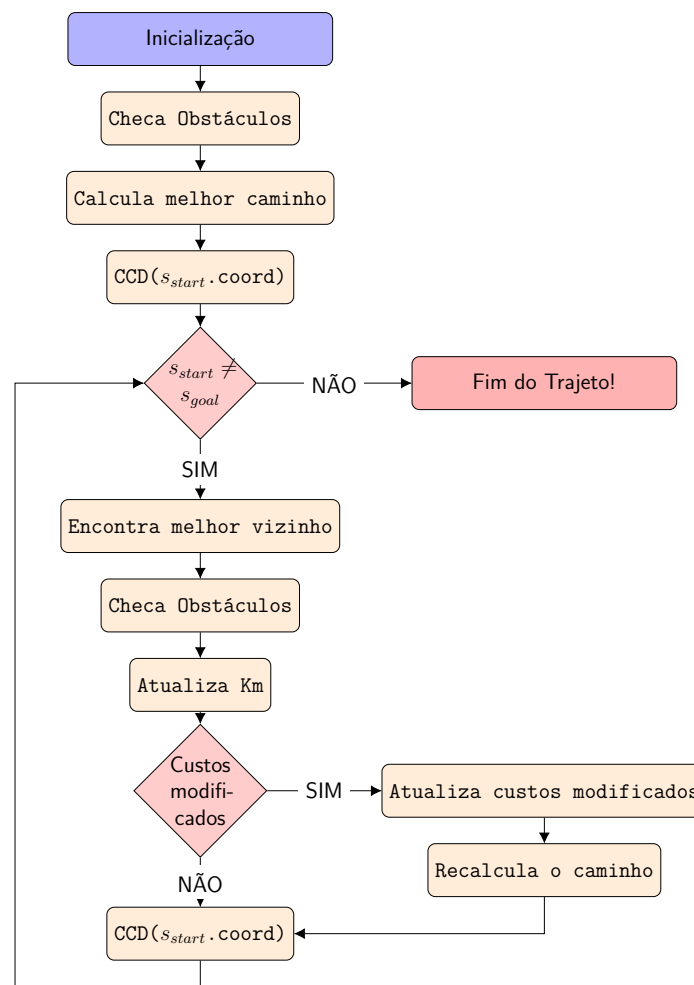 Inicialização
Checa Obstáculos
Calcula melhor caminho
CCD(s_start.coord)
s_start ≠
s_goal
NÃO
Fim do Trajeto!
SIM
Encontra melhor vizinho
Checa Obstáculos
Atualiza Km
Custos
modifi-
cados
SIM
Atualiza custos modificados
Recalcula o caminho
NÃO
CCD(s_start.coord)